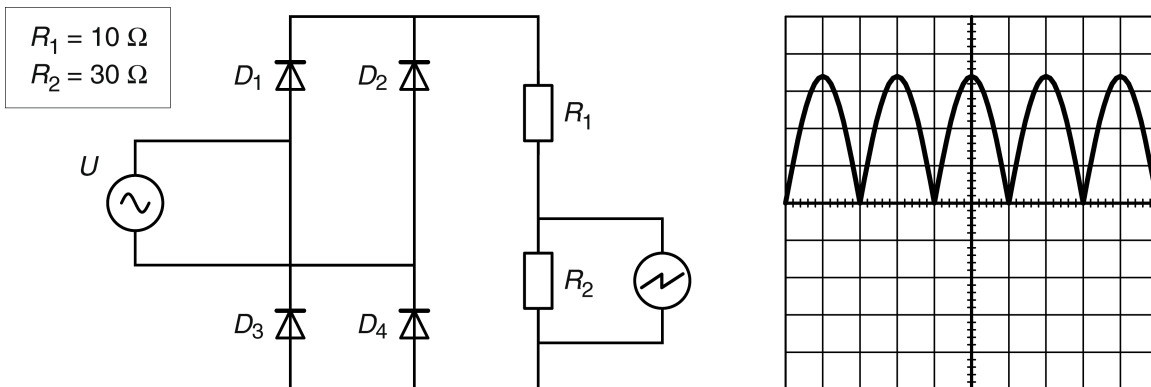 R₁ = 10 Ω
R₂ = 30 Ω
D₁
D₂
R₁
U
R₂
D₃
D₄